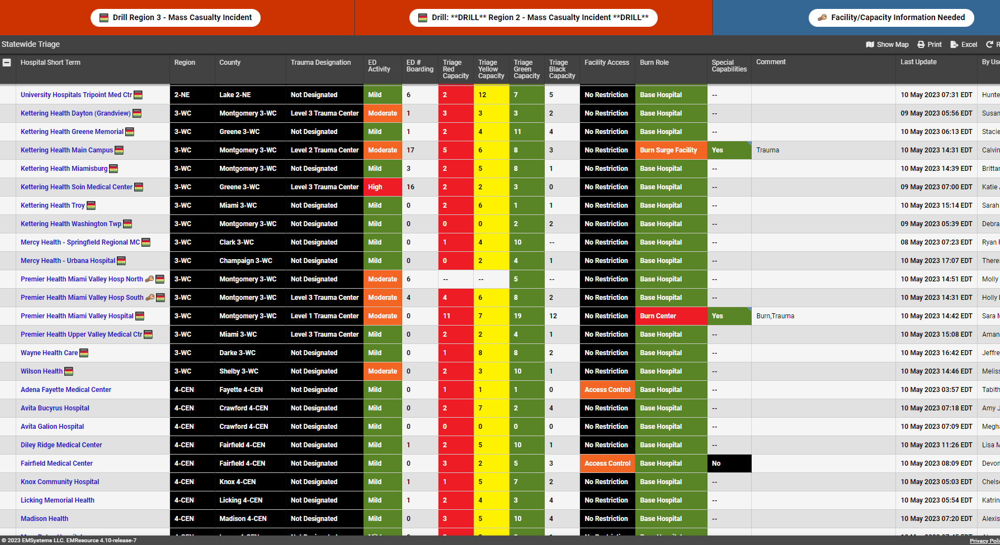 Drill Region 3 - Mass Casualty Incident
Drill: **DRILL** Region 2 - Mass Casualty Incident **DRILL**
Facility/Capacity Information Needed
Statewide Triage Show Map Print Excel
Hospital Short Term Region County Trauma Designation ED Activity ED # Boarding Triage Red Capacity Triage Yellow Capacity Triage Green Capacity Triage Black Capacity Facility Access Burn Role Special Capabilities Comment Last Update By
University Hospitals Tripoint Med Ctr 2-NE Lake 2-NE Not Designated Mild 6 2 12 7 5 No Restriction Base Hospital -- 10 May 2023 07:31 EDT
Kettering Health Dayton (Grandview) 3-WC Montgomery 3-WC Level 3 Trauma Center Moderate 1 3 3 3 2 No Restriction Base Hospital -- 09 May 2023 05:56 EDT Susan
Kettering Health Greene Memorial 3-WC Greene 3-WC Not Designated Mild 1 2 4 11 4 No Restriction Base Hospital -- 10 May 2023 06:13 EDT Stacie
Kettering Health Main Campus 3-WC Montgomery 3-WC Level 2 Trauma Center Moderate 17 5 6 8 3 No Restriction Burn Surge Facility Yes Trauma 10 May 2023 14:31 EDT Calvin
Kettering Health Miamisburg 3-WC Montgomery 3-WC Not Designated Mild 3 2 5 8 1 No Restriction Base Hospital -- 10 May 2023 14:39 EDT
Kettering Health Soin Medical Center 3-WC Greene 3-WC Level 3 Trauma Center High 16 2 2 3 0 No Restriction Base Hospital -- 09 May 2023 07:00 EDT Katie
Kettering Health Troy 3-WC Miami 3-WC Not Designated Mild 0 2 6 1 1 No Restriction Base Hospital -- 10 May 2023 15:14 EDT Sarah
Kettering Health Washington Twp 3-WC Montgomery 3-WC Not Designated Mild 0 0 0 2 2 No Restriction Base Hospital -- 09 May 2023 05:39 EDT Debra
Mercy Health - Springfield Regional MC 3-WC Clark 3-WC Not Designated Mild 0 1 4 10 -- No Restriction Base Hospital -- 08 May 2023 07:23 EDT Ryan
Mercy Health - Urbana Hospital 3-WC Champaign 3-WC Not Designated Mild 0 0 2 4 1 No Restriction Base Hospital -- 10 May 2023 17:07 EDT
Premier Health Miami Valley Hosp North 3-WC Montgomery 3-WC Not Designated Moderate 6 -- -- 5 -- No Restriction Base Hospital -- 10 May 2023 14:51 EDT Molly
Premier Health Miami Valley Hosp South 3-WC Montgomery 3-WC Level 3 Trauma Center Moderate 4 4 6 8 2 No Restriction Base Hospital -- 10 May 2023 14:31 EDT Holly
Premier Health Miami Valley Hospital 3-WC Montgomery 3-WC Level 1 Trauma Center Moderate 0 11 7 19 12 No Restriction Burn Center Yes Burn,Trauma 10 May 2023 14:42 EDT Sara
Premier Health Upper Valley Medical Ctr 3-WC Miami 3-WC Level 3 Trauma Center Mild 0 2 2 4 1 No Restriction Base Hospital -- 10 May 2023 15:08 EDT
Wayne Health Care 3-WC Darke 3-WC Not Designated Mild 0 1 8 8 2 No Restriction Base Hospital -- 10 May 2023 16:42 EDT
Wilson Health 3-WC Shelby 3-WC Not Designated Moderate 0 2 3 10 1 No Restriction Base Hospital -- 10 May 2023 14:46 EDT
Adena Fayette Medical Center 4-CEN Fayette 4-CEN Not Designated Mild 0 1 1 1 0 Access Control Base Hospital -- 10 May 2023 03:57 EDT
Avita Bucyrus Hospital 4-CEN Crawford 4-CEN Not Designated Mild 0 2 7 2 4 No Restriction Base Hospital -- 10 May 2023 07:18 EDT Amy
Avita Galion Hospital 4-CEN Crawford 4-CEN Not Designated Mild 0 0 0 0 0 No Restriction Base Hospital -- 10 May 2023 07:09 EDT
Diley Ridge Medical Center 4-CEN Fairfield 4-CEN Not Designated Mild 1 2 5 10 1 No Restriction Base Hospital -- 10 May 2023 11:26 EDT Lisa
Fairfield Medical Center 4-CEN Fairfield 4-CEN Not Designated Mild 0 3 2 5 3 Access Control Base Hospital No 10 May 2023 08:09 EDT
Knox Community Hospital 4-CEN Knox 4-CEN Not Designated Mild 1 1 5 7 2 No Restriction Base Hospital -- 10 May 2023 05:03 EDT
Licking Memorial Health 4-CEN Licking 4-CEN Not Designated Mild 1 2 4 3 4 No Restriction Base Hospital -- 10 May 2023 05:54 EDT
Madison Health 4-CEN Madison 4-CEN Not Designated Mild 0 3 5 10 4 No Restriction Base Hospital -- 10 May 2023 07:20 EDT Alexis
© 2023 EMSystems LLC. EMResource 4.10-release-7 Privacy